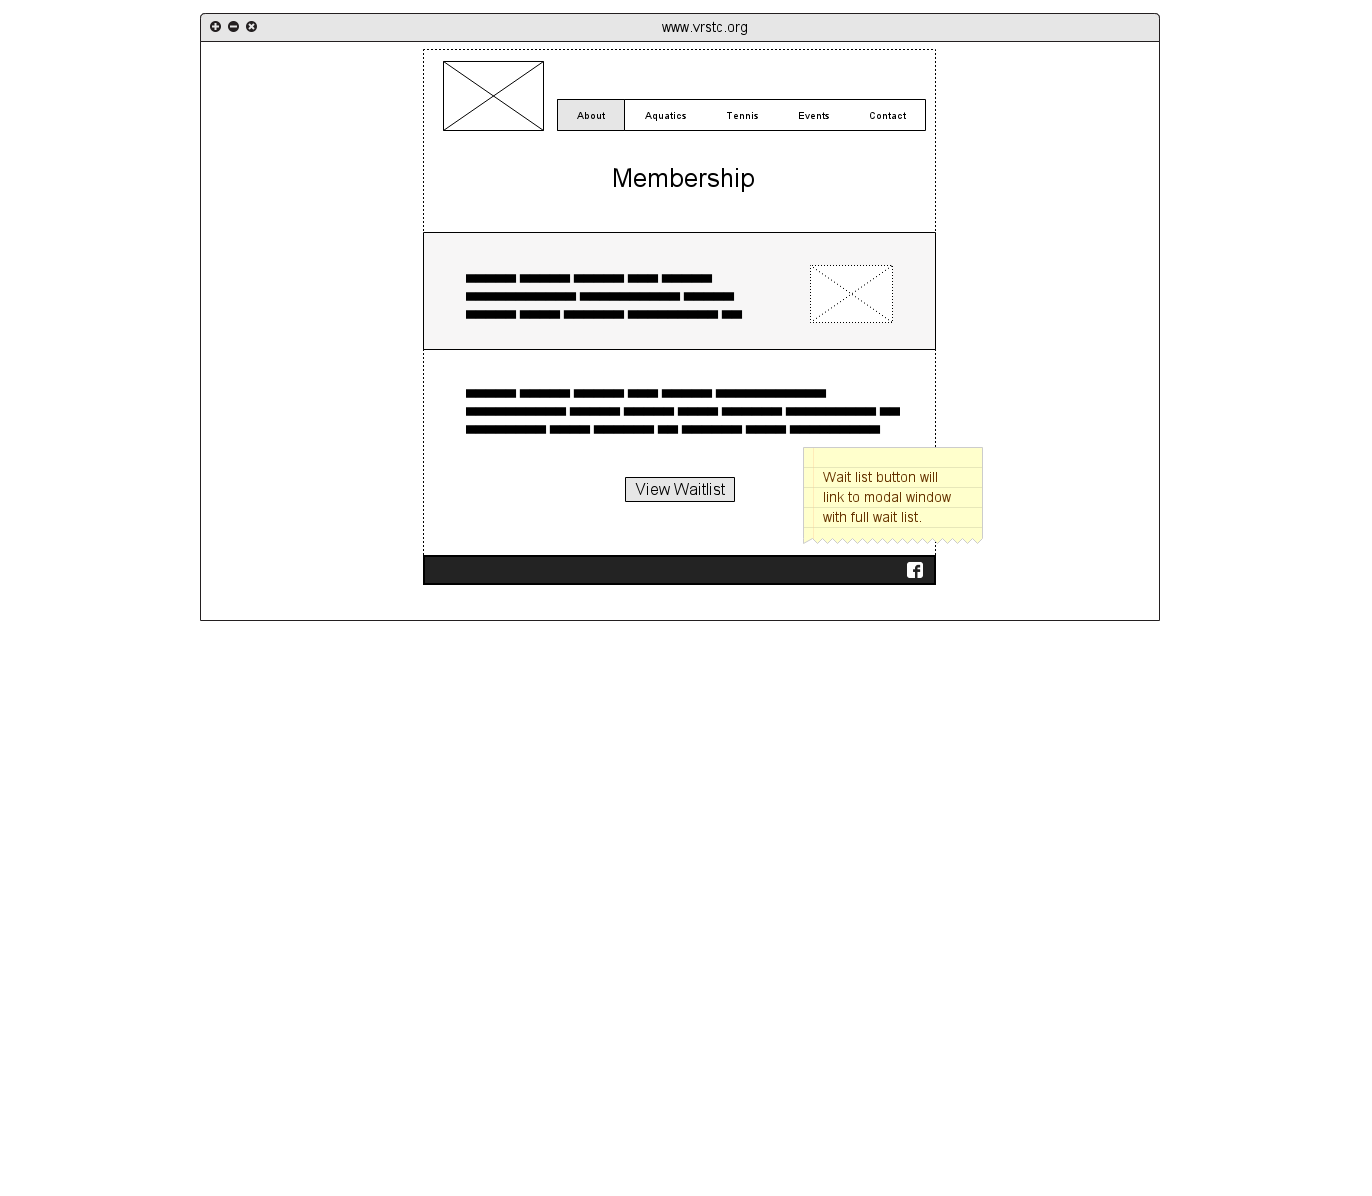 www.vrstc.org
About Aquatics Tennis Events Contact
Membership
View Waitlist
Wait list button will
link to modal window
with full wait list.